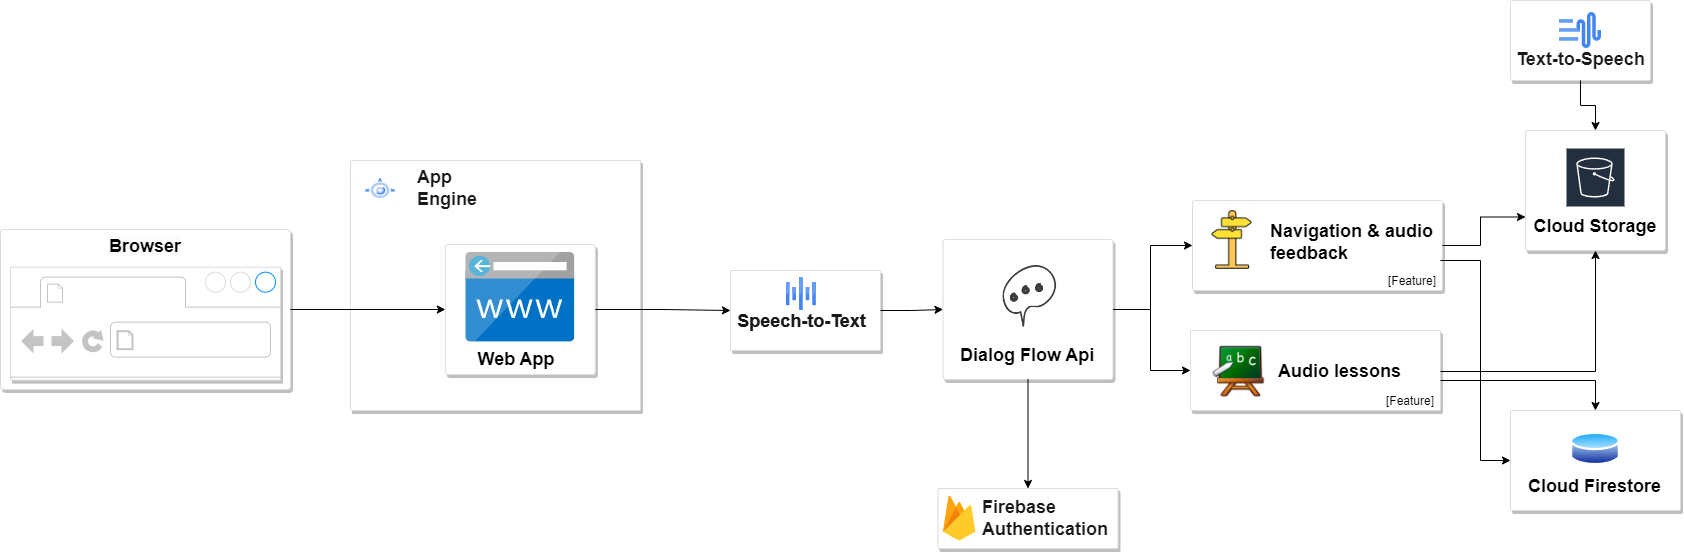 Text-to-Speech
App
Engine
Cloud Storage
Navigation & audio
feedback
[Feature]
Browser
WWW
Web App
Speech-to-Text
Dialog Flow Api
abc
Audio lessons
[Feature]
Cloud Firestore
Firebase
Authentication